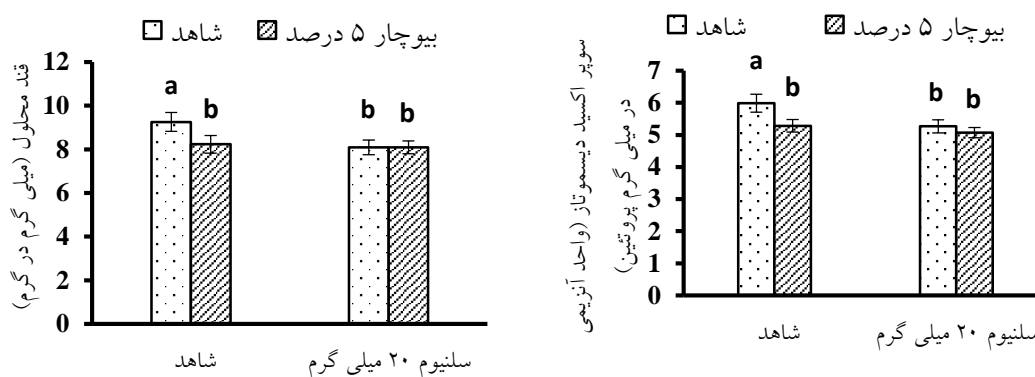 شاهد بیوچار ۵ درصد
قند محلول (میلی گرم در گرم)
12
10
8
6
4
2
0
a
b
b
b
شاهد سلنیوم ۲۰ میلی گرم
شاهد بیوچار ۵ درصد
سوپر اکسید دیسموتاز (واحد آنزیمی
در میلی گرم پروتئین)
7
6
5
4
3
2
1
0
a
b
b
b
شاهد سلنیوم ۲۰ میلی گرم